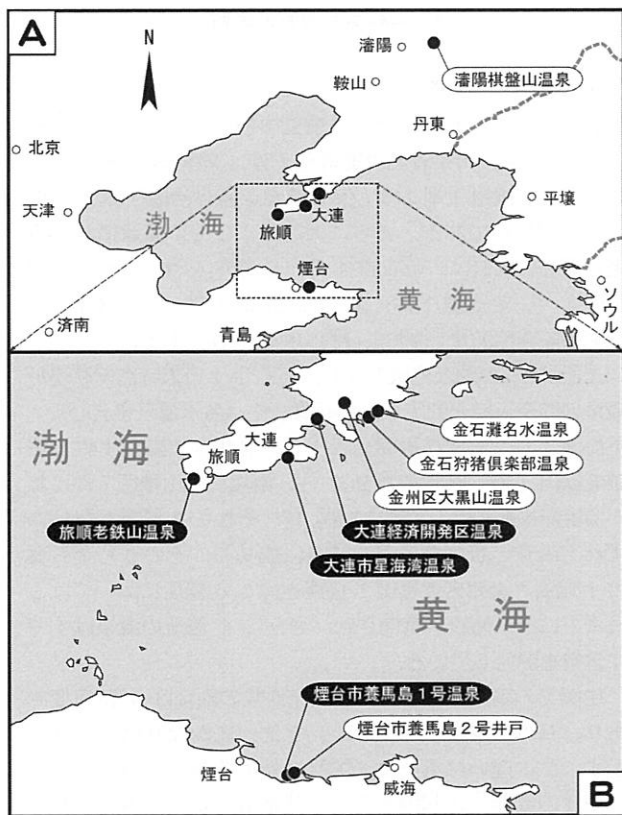 A
N
瀋陽
瀋陽棋盤山温泉
鞍山
丹東
北京
天津
渤海
大連
旅順
平壌
煙台
黄海
ソウル
済南
青島
渤海
大連
旅順
金石灘名水温泉
金石狩猪倶楽部温泉
金州区大黒山温泉
旅順老鉄山温泉
大連経済開発区温泉
大連市星海湾温泉
黄海
煙台市養馬島1号温泉
煙台市養馬島2号井戸
煙台
威海
B